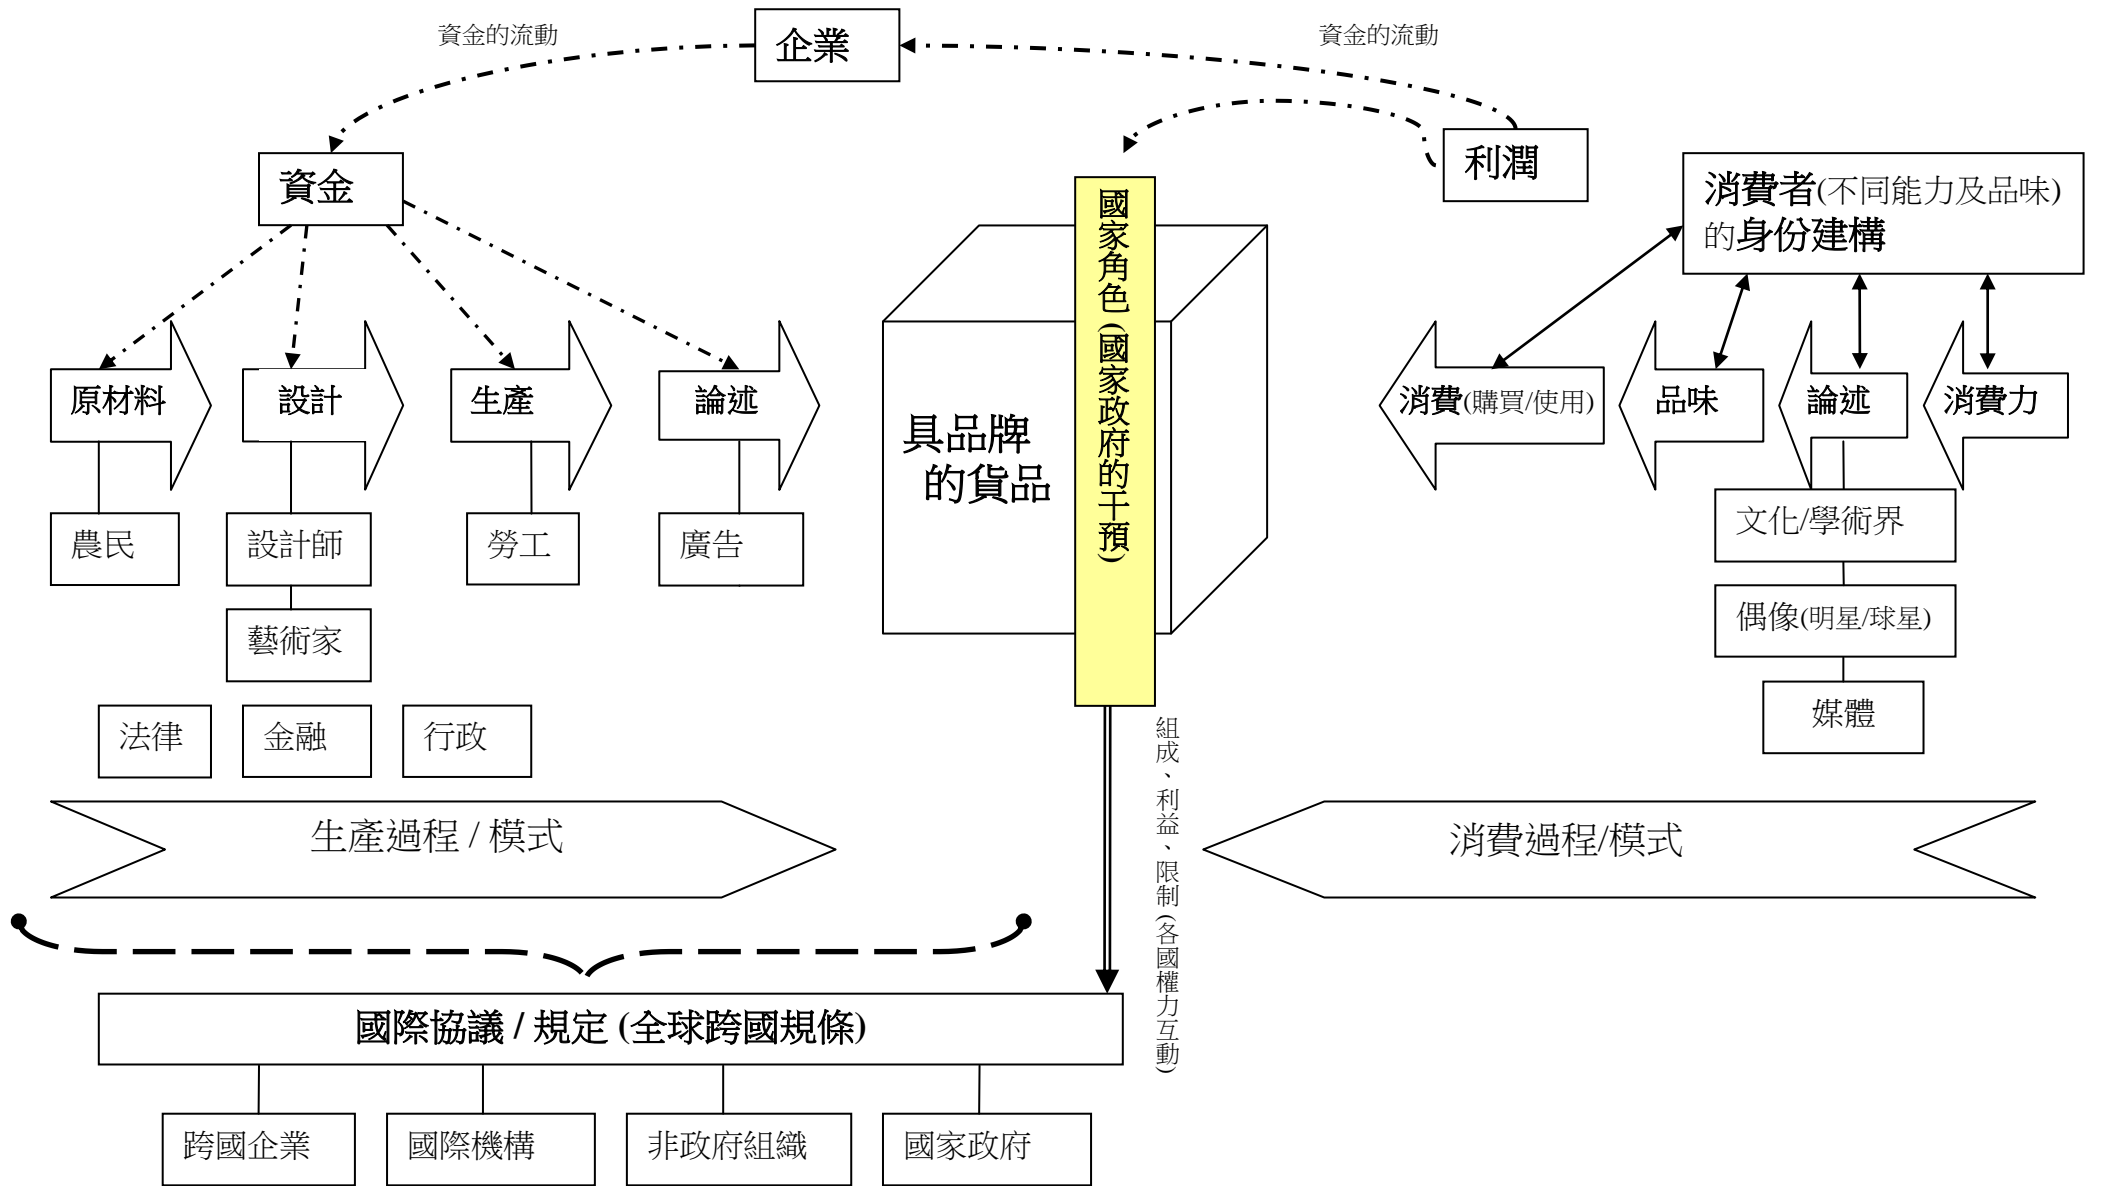 資金的流動
企業
資金的流動
資金
利潤
消費者(不同能力及品味)
的身份建構
國家角色 (國家政府的干預)
原材料
設計
生產
論述
具品牌
的貨品
消費(購買/使用)
品味
論述
消費力
農民
設計師
勞工
廣告
文化/學術界
藝術家
偶像(明星/球星)
法律
金融
行政
媒體
組成、利益、限制 (各國權力互動)
生產過程 / 模式
消費過程/模式
國際協議 / 規定 (全球跨國規條)
跨國企業
國際機構
非政府組織
國家政府